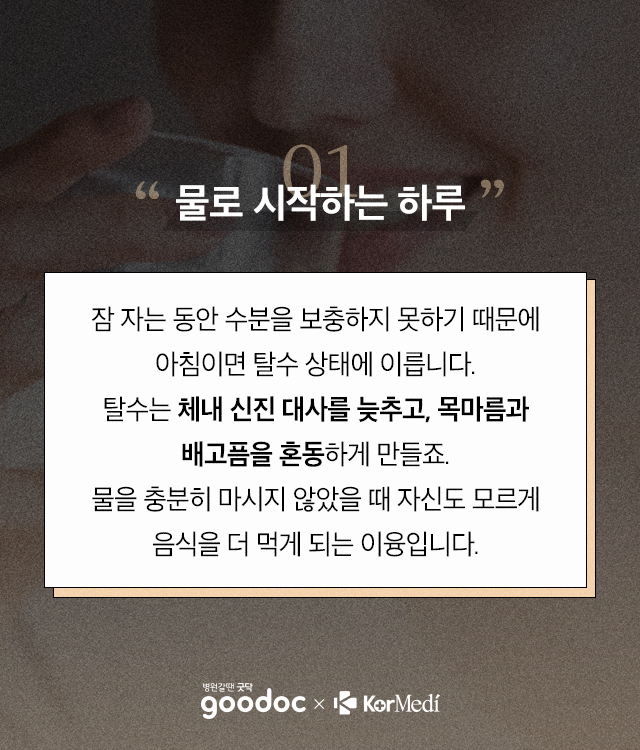 01
“ 물로 시작하는 하루 ”
잠 자는 동안 수분을 보충하지 못하기 때문에
아침이면 탈수 상태에 이릅니다.
탈수는 체내 신진 대사를 늦추고, 목마름과
배고픔을 혼동하게 만들죠.
물을 충분히 마시지 않았을 때 자신도 모르게
음식을 더 먹게 되는 이융입니다.
병원갈땐 굿닥
goodoc × KorMedi